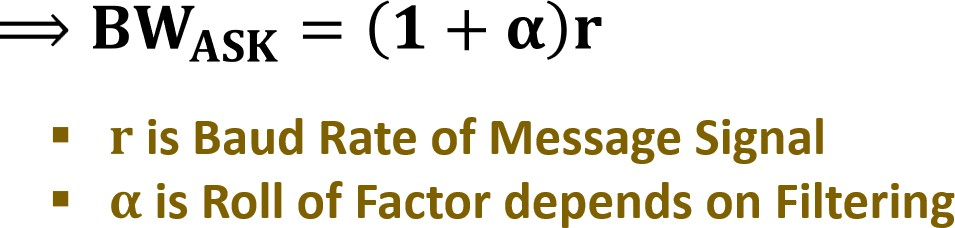 ⟹ BW_ASK = (1 + α)r
▪ r is Baud Rate of Message Signal
▪ α is Roll of Factor depends on Filtering